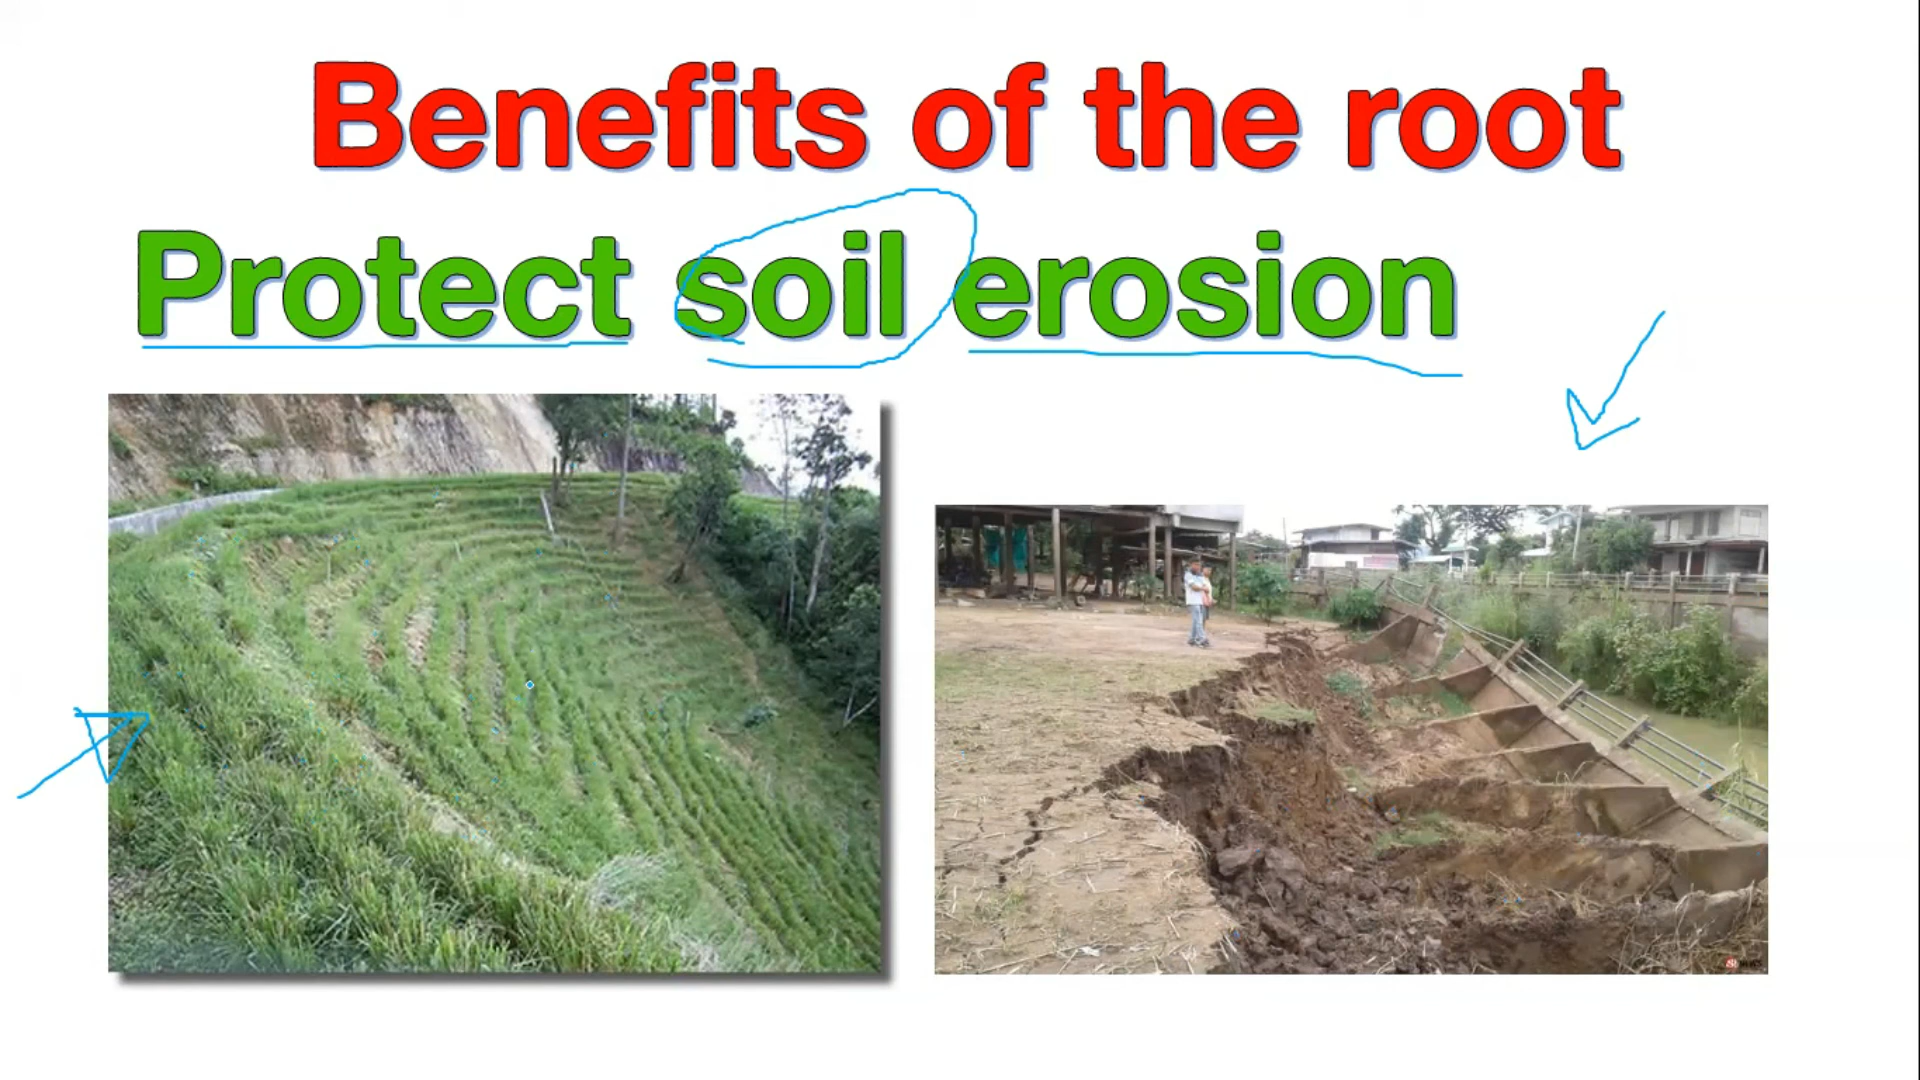 Benefits of the root
Protect soil erosion